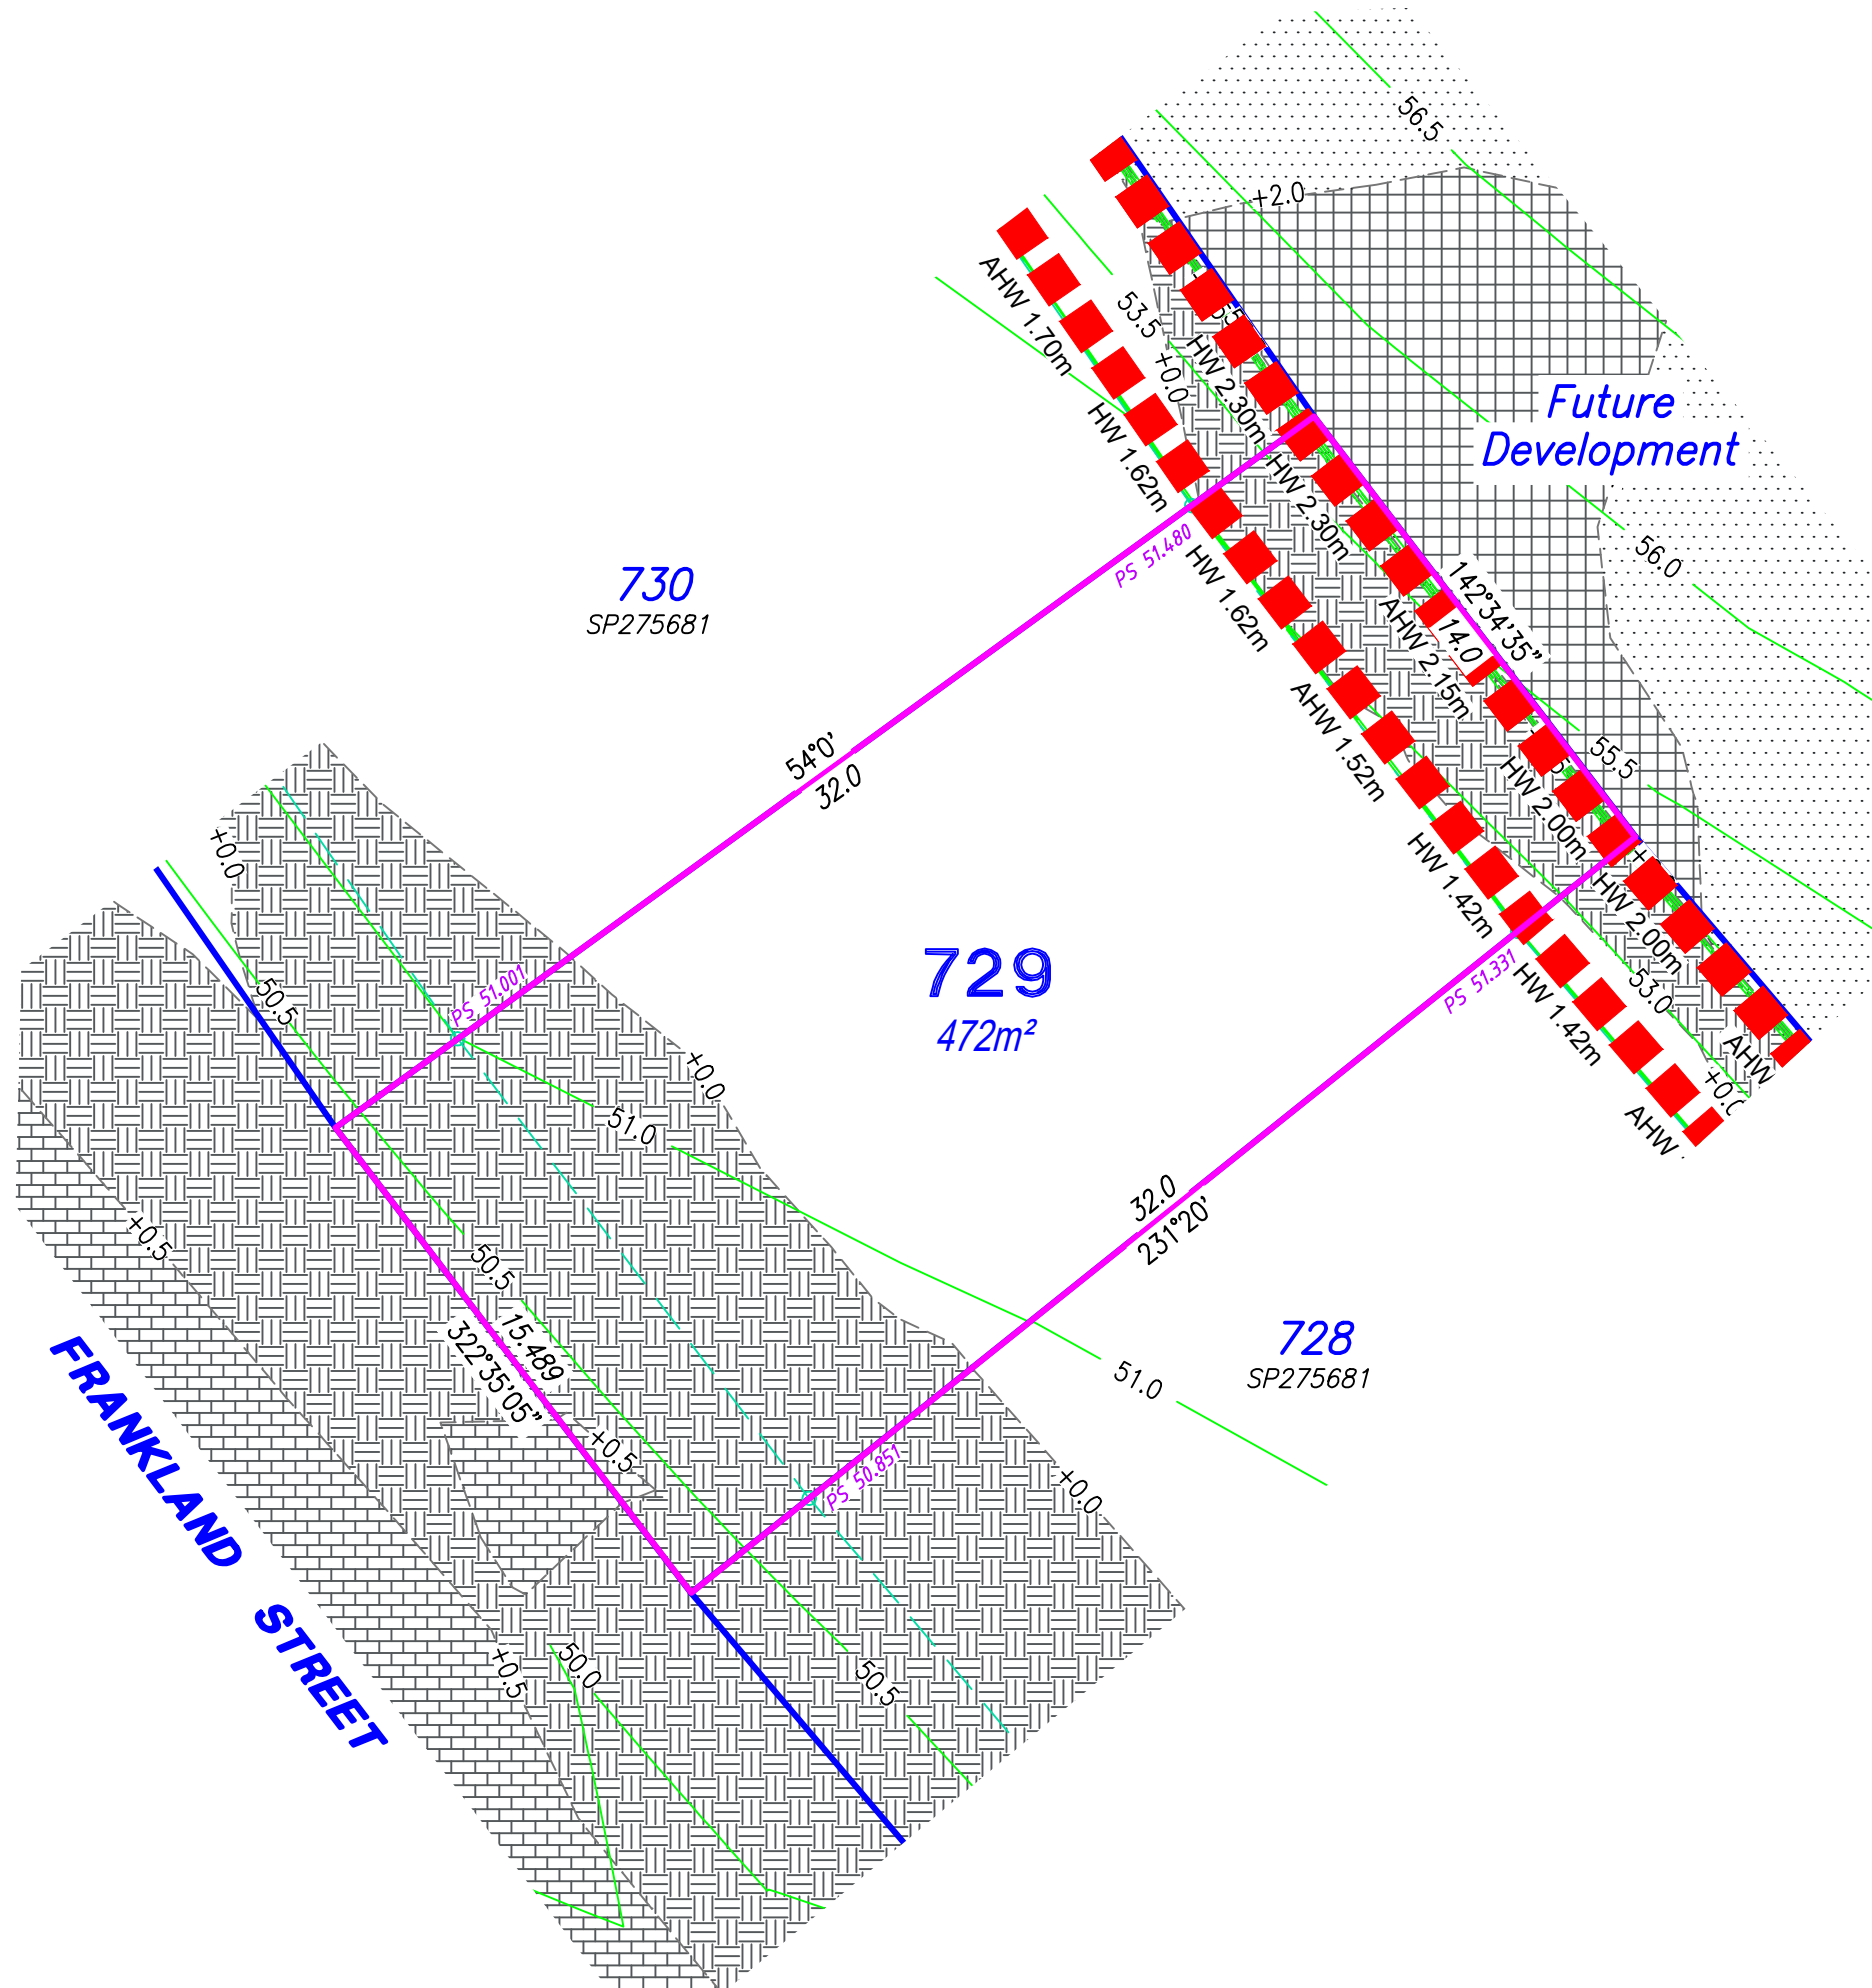 56.5
+2.0
AHW 1.70m
53.5
+0.0
HW 2.30m
Future
Development
HW 1.62m
HW 2.30m
PS 51.480
56.0
142°34'35"
730
SP275681
HW 1.62m
AHW 2.15m
14.0
AHW 1.52m
55.5
54°0'
32.0
HW 2.00m
+0.0
HW 1.42m
HW 2.00m
729
472m²
PS 51.331
53.0
HW 1.42m
50.5
PS 51.001
AHW
+0.0
AHW
+0.0
51.0
32.0
231°20'
+0.5
50.5
15.489
322°35'05"
728
SP275681
51.0
FRANKLAND STREET
+0.5
PS 50.851
+0.0
+0.5
50.0
50.5